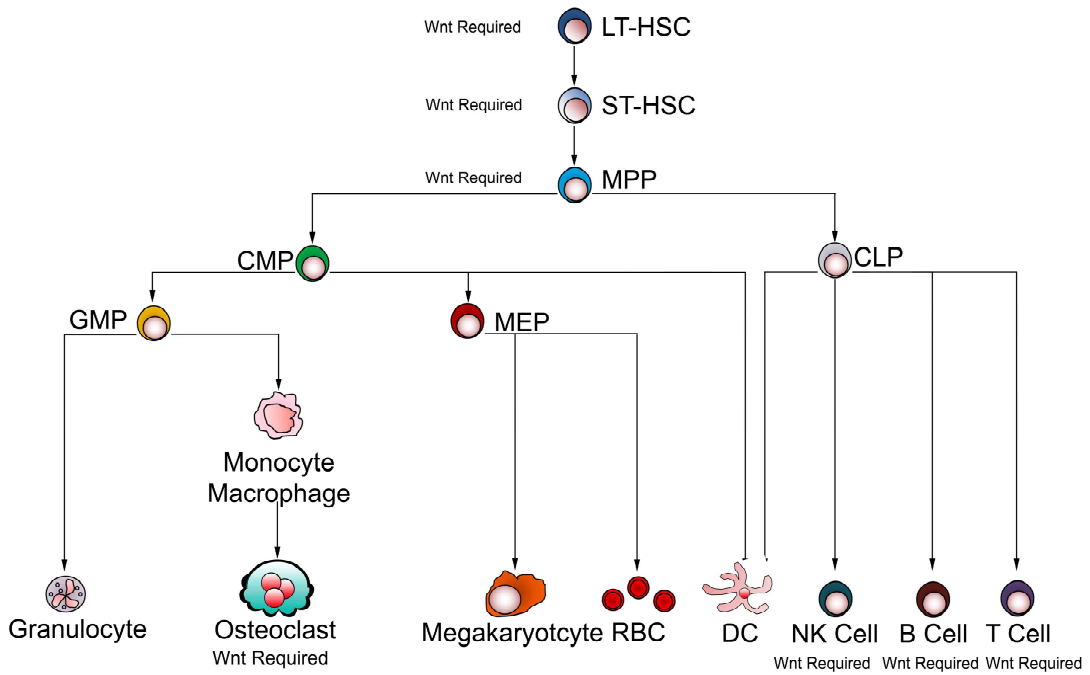 Wnt Required
LT-HSC
Wnt Required
ST-HSC
Wnt Required
MPP
CMP
CLP
GMP
MEP
Monocyte
Macrophage
Granulocyte
Osteoclast
Wnt Required
Megakaryotcyte
RBC
DC
NK Cell
Wnt Required
B Cell
Wnt Required
T Cell
Wnt Required